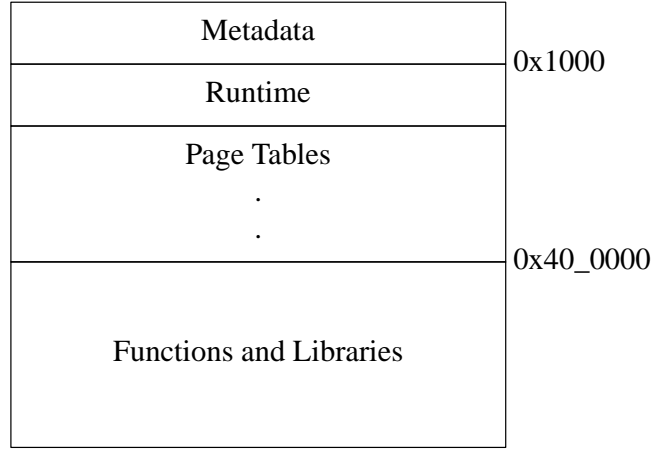 Metadata
0x1000
Runtime
Page Tables
.
.
0x40_0000
Functions and Libraries